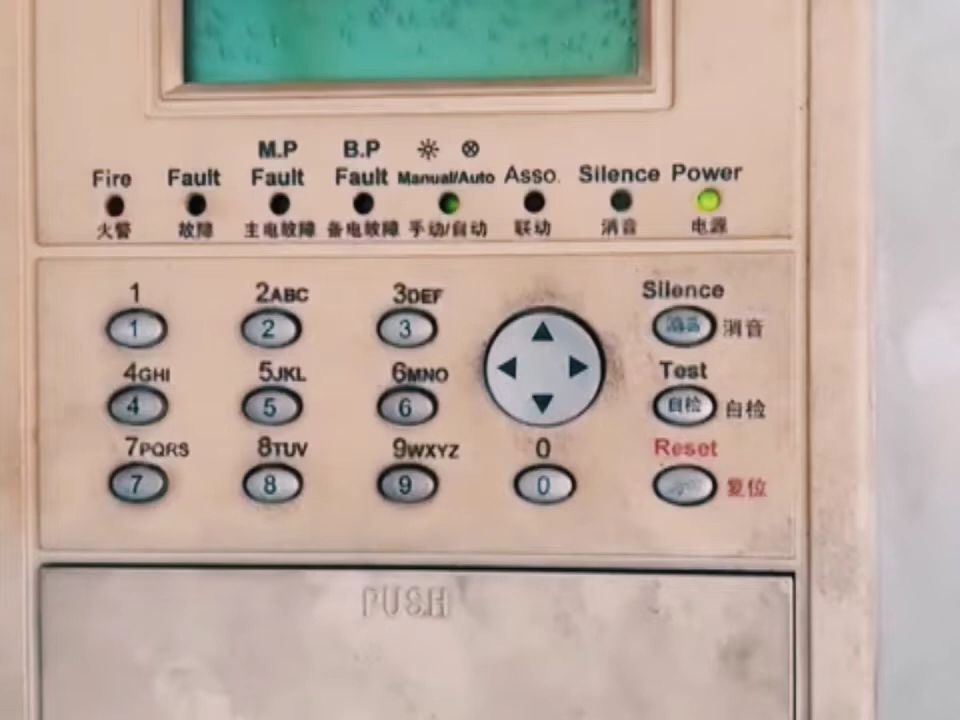 M.P B.P
Fire Fault Fault Fault Manual/Auto Asso. Silence Power
火警 故障 主电故障 备电故障 手动/自动 联动 消音 电源
1 2ABC 3DEF Silence
1 2 3 消音 消音
4GHI 5JKL 6MNO Test
4 5 6 自检 自检
7PQRS 8TUV 9WXYZ 0 Reset
7 8 9 0 复位
PUSH